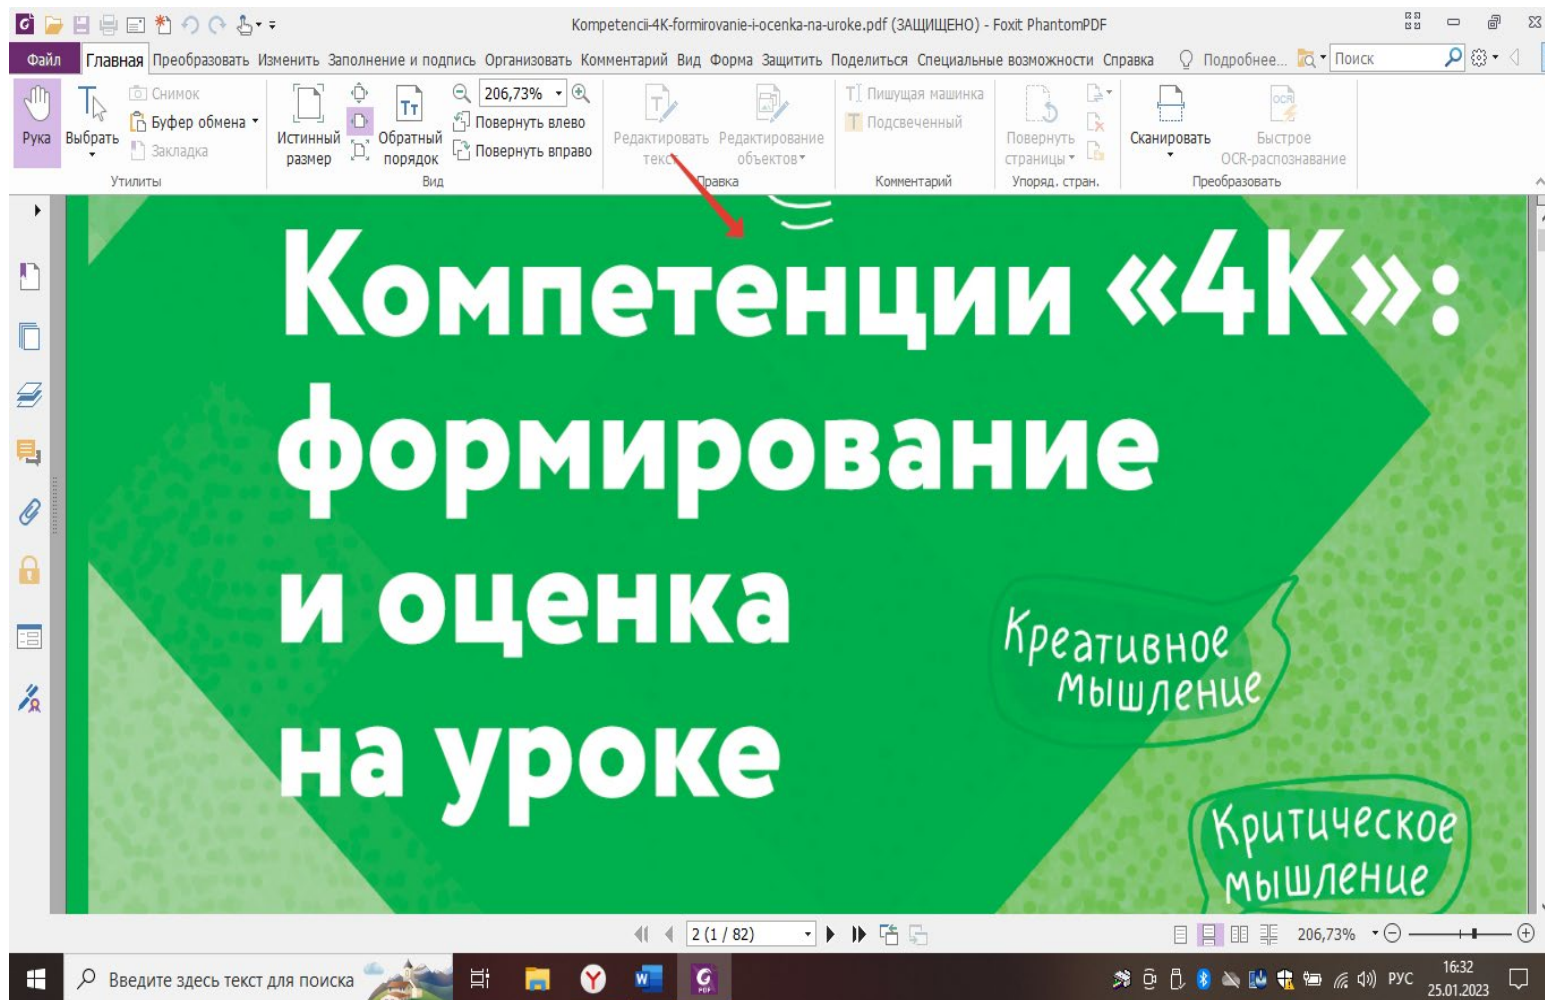 Kompetencii-4K-formirovanie-i-ocenka-na-uroke.pdf (ЗАЩИЩЕНО) - Foxit PhantomPDF
Файл Главная Преобразовать Изменить Заполнение и подпись Организовать Комментарий Вид Форма Защитить Поделиться Специальные возможности Справка Подробнее... Поиск
Рука
Выбрать
Снимок
Буфер обмена
Закладка
Утилиты
Истинный
размер
Обратный
порядок
206,73%
Повернуть влево
Повернуть вправо
Вид
Редактировать
текст
Редактирование
объектов
Правка
Пишущая машинка
Подсвеченный
Комментарий
Повернуть
страницы
Упоряд. стран.
Сканировать
OCR
Быстрое
OCR-распознавание
Преобразовать
Компетенции «4К»:
формирование
и оценка
на уроке
Креативное
мышление
Критическое
мышление
2 (1 / 82)
206,73%
Введите здесь текст для поиска
РУС
16:32
25.01.2023